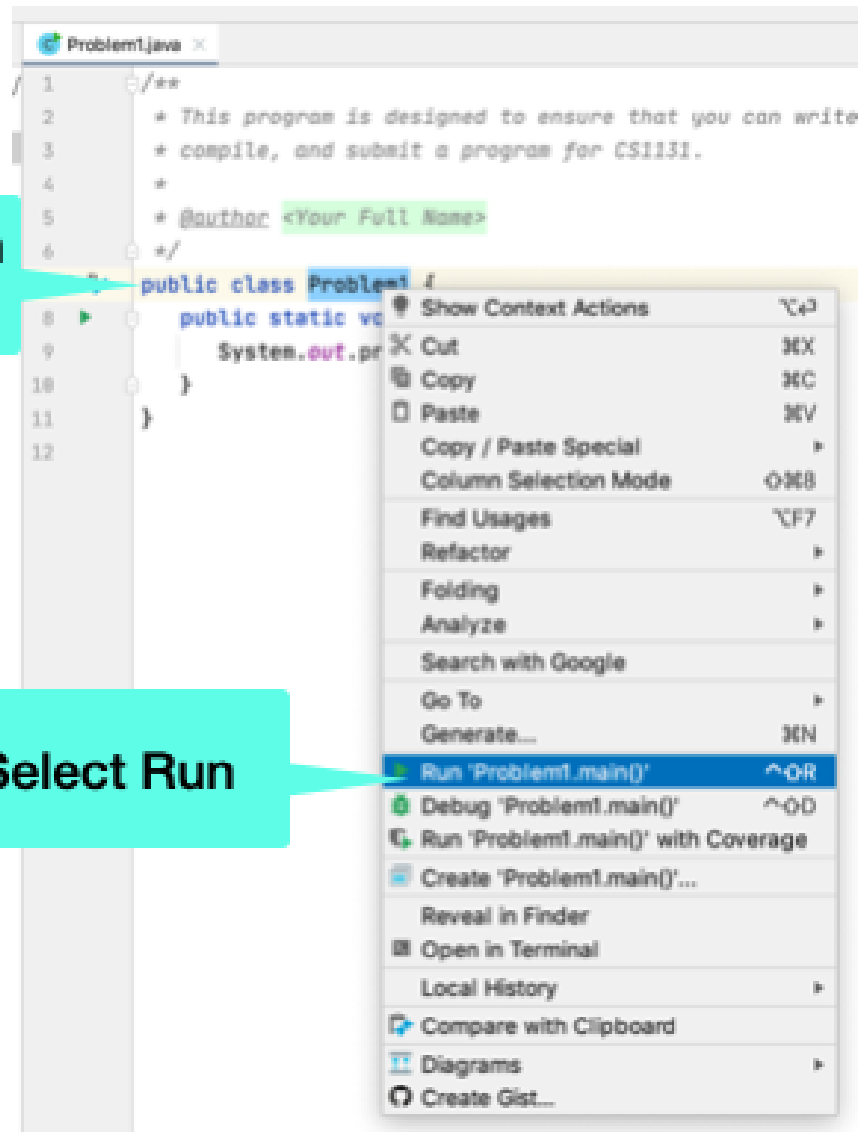 Problem1.java
1 /**
2 * This program is designed to ensure that you can write
3 * compile, and submit a program for CS1131.
4 *
5 * @author <Your Full Name>
6 */
public class Problem1 {
8 public static vo
9 System.out.pr
10 }
11 }
12
Show Context Actions ⌥⏎
Cut ⌘X
Copy ⌘C
Paste ⌘V
Copy / Paste Special
Column Selection Mode ⇧⌘8
Find Usages ⌥F7
Refactor
Folding
Analyze
Search with Google
Go To
Generate... ⌘N
Select Run
Run 'Problem1.main()' ^⇧R
Debug 'Problem1.main()' ^⇧D
Run 'Problem1.main()' with Coverage
Create 'Problem1.main()'...
Reveal in Finder
Open in Terminal
Local History
Compare with Clipboard
Diagrams
Create Gist...